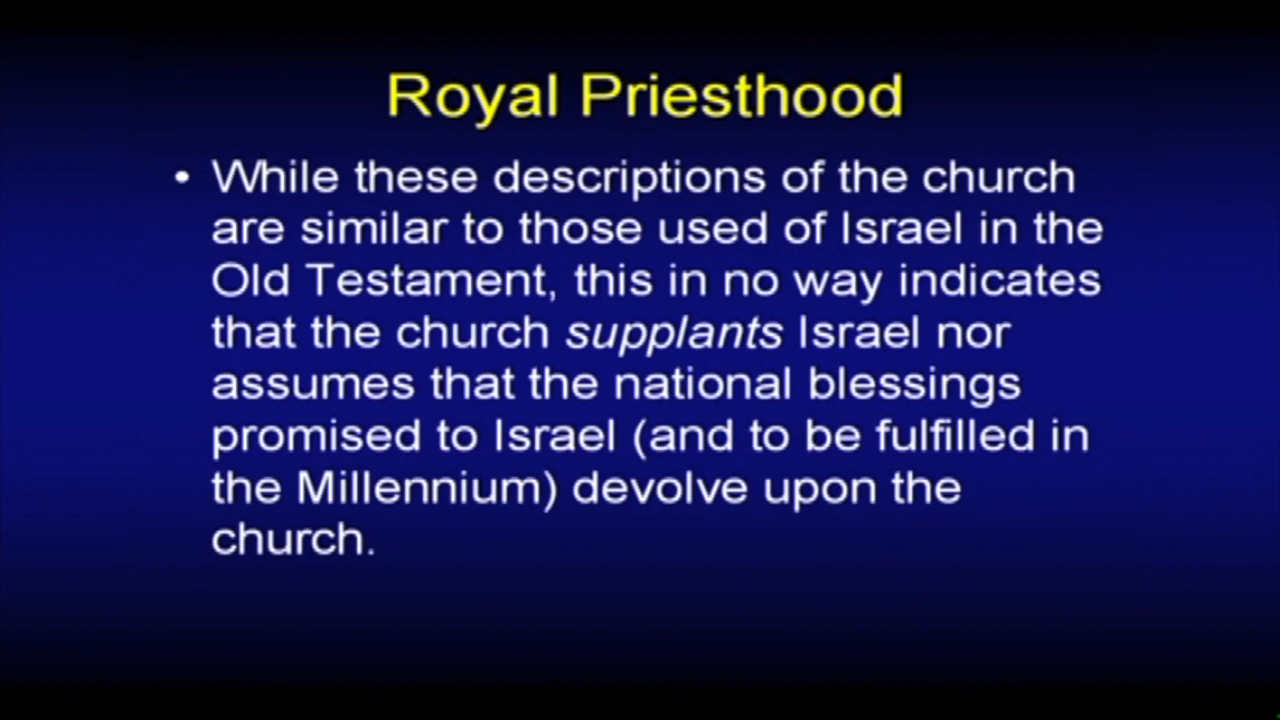 Royal Priesthood
• While these descriptions of the church
are similar to those used of Israel in the
Old Testament, this in no way indicates
that the church supplants Israel nor
assumes that the national blessings
promised to Israel (and to be fulfilled in
the Millennium) devolve upon the
church.